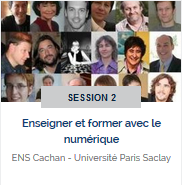 SESSION 2
Enseigner et former avec le
numérique
ENS Cachan - Université Paris Saclay